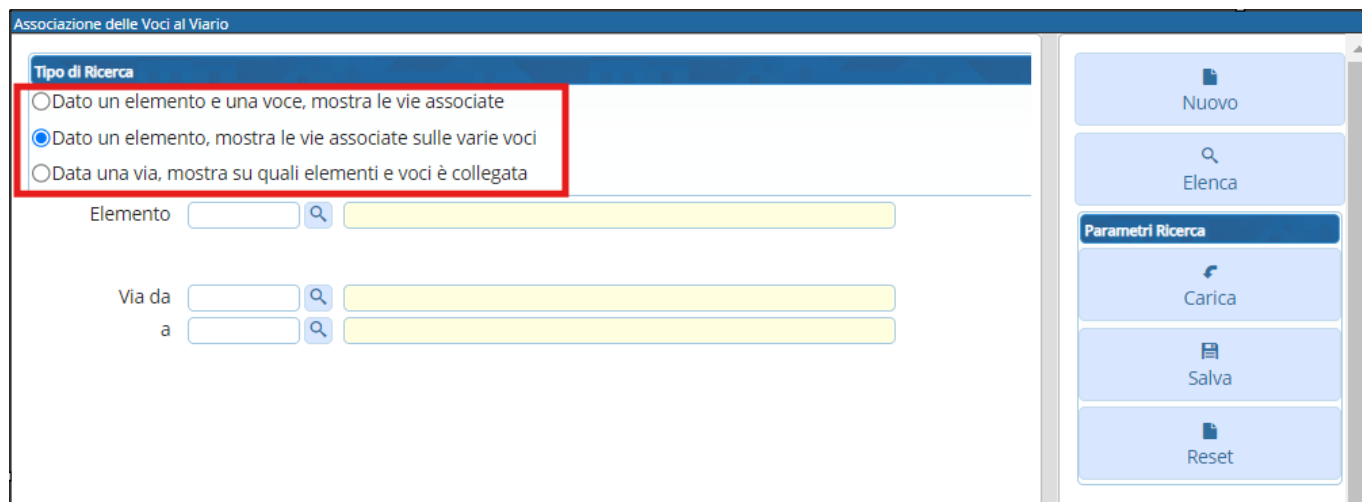 Associazione delle Voci al Viario
Tipo di Ricerca
Dato un elemento e una voce, mostra le vie associate
Dato un elemento, mostra le vie associate sulle varie voci
Data una via, mostra su quali elementi e voci è collegata
Elemento
Via da
a
Nuovo
Elenca
Parametri Ricerca
Carica
Salva
Reset